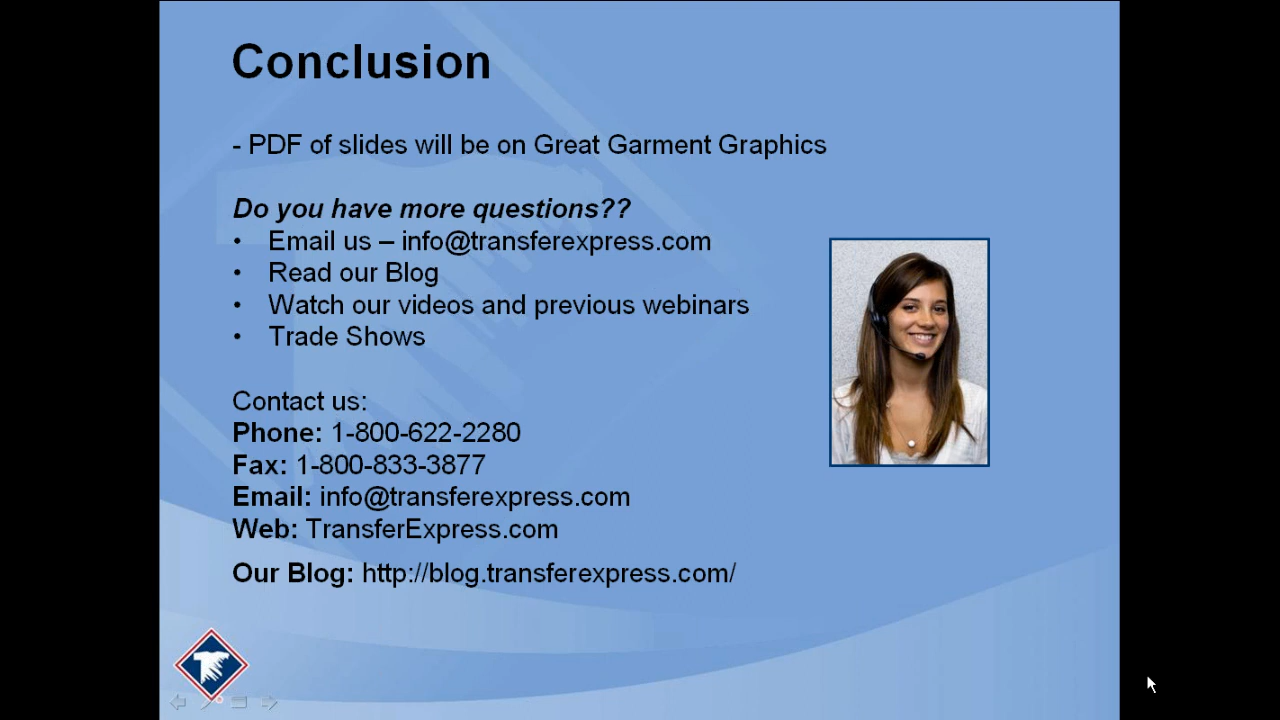 Conclusion
- PDF of slides will be on Great Garment Graphics
Do you have more questions??
• Email us – info@transferexpress.com
• Read our Blog
• Watch our videos and previous webinars
• Trade Shows
Contact us:
Phone: 1-800-622-2280
Fax: 1-800-833-3877
Email: info@transferexpress.com
Web: TransferExpress.com
Our Blog: http://blog.transferexpress.com/